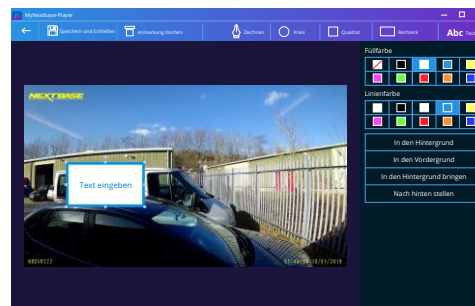 MyNextbase-Player
Speichern und Schließen
Anmerkung löschen
Zeichnen
Kreis
Quadrat
Rechteck
Abc Text
Füllfarbe
NEXTBASE
Linienfarbe
In den Hintergrund
In den Vordergrund
In den Hintergrund bringen
Nach hinten stellen
Text eingeben